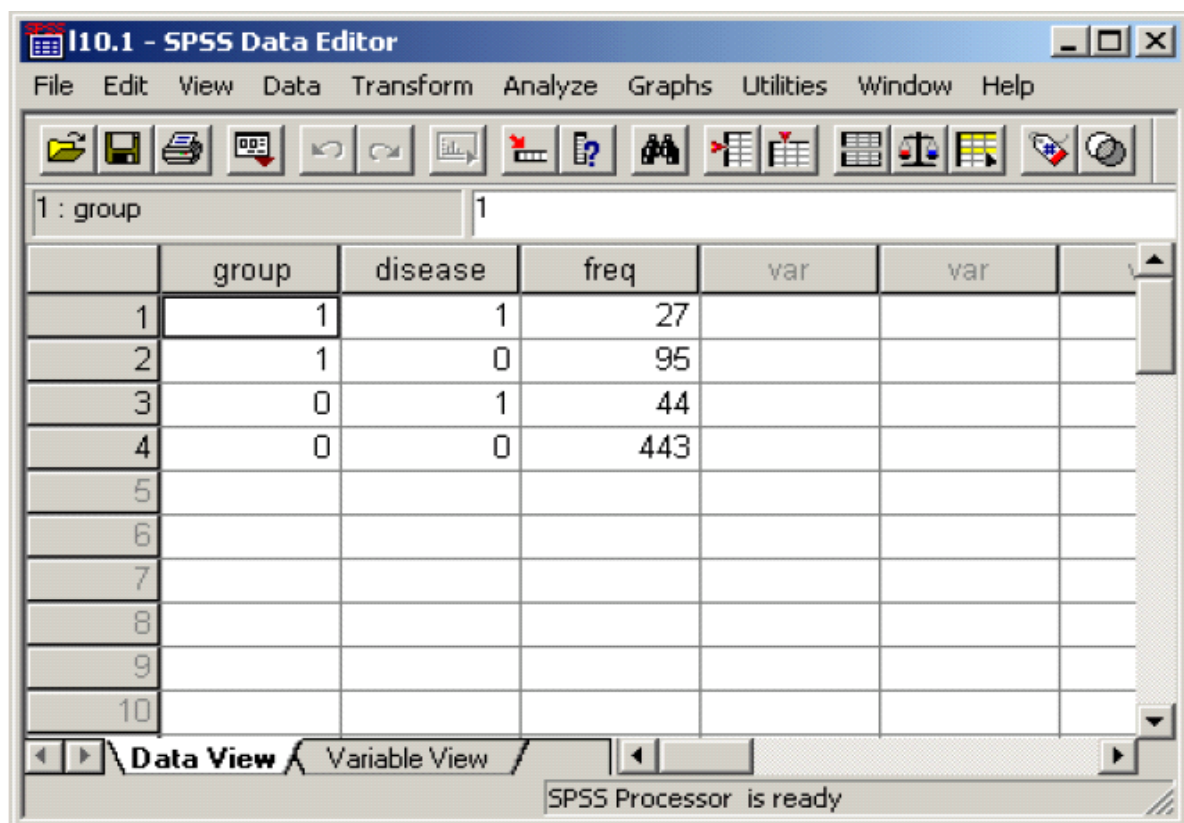 l10.1 - SPSS Data Editor
File Edit View Data Transform Analyze Graphs Utilities Window Help
1 : group 1
group disease freq var var
1 1 1 27
2 1 0 95
3 0 1 44
4 0 0 443
5
6
7
8
9
10
Data View Variable View
SPSS Processor is ready